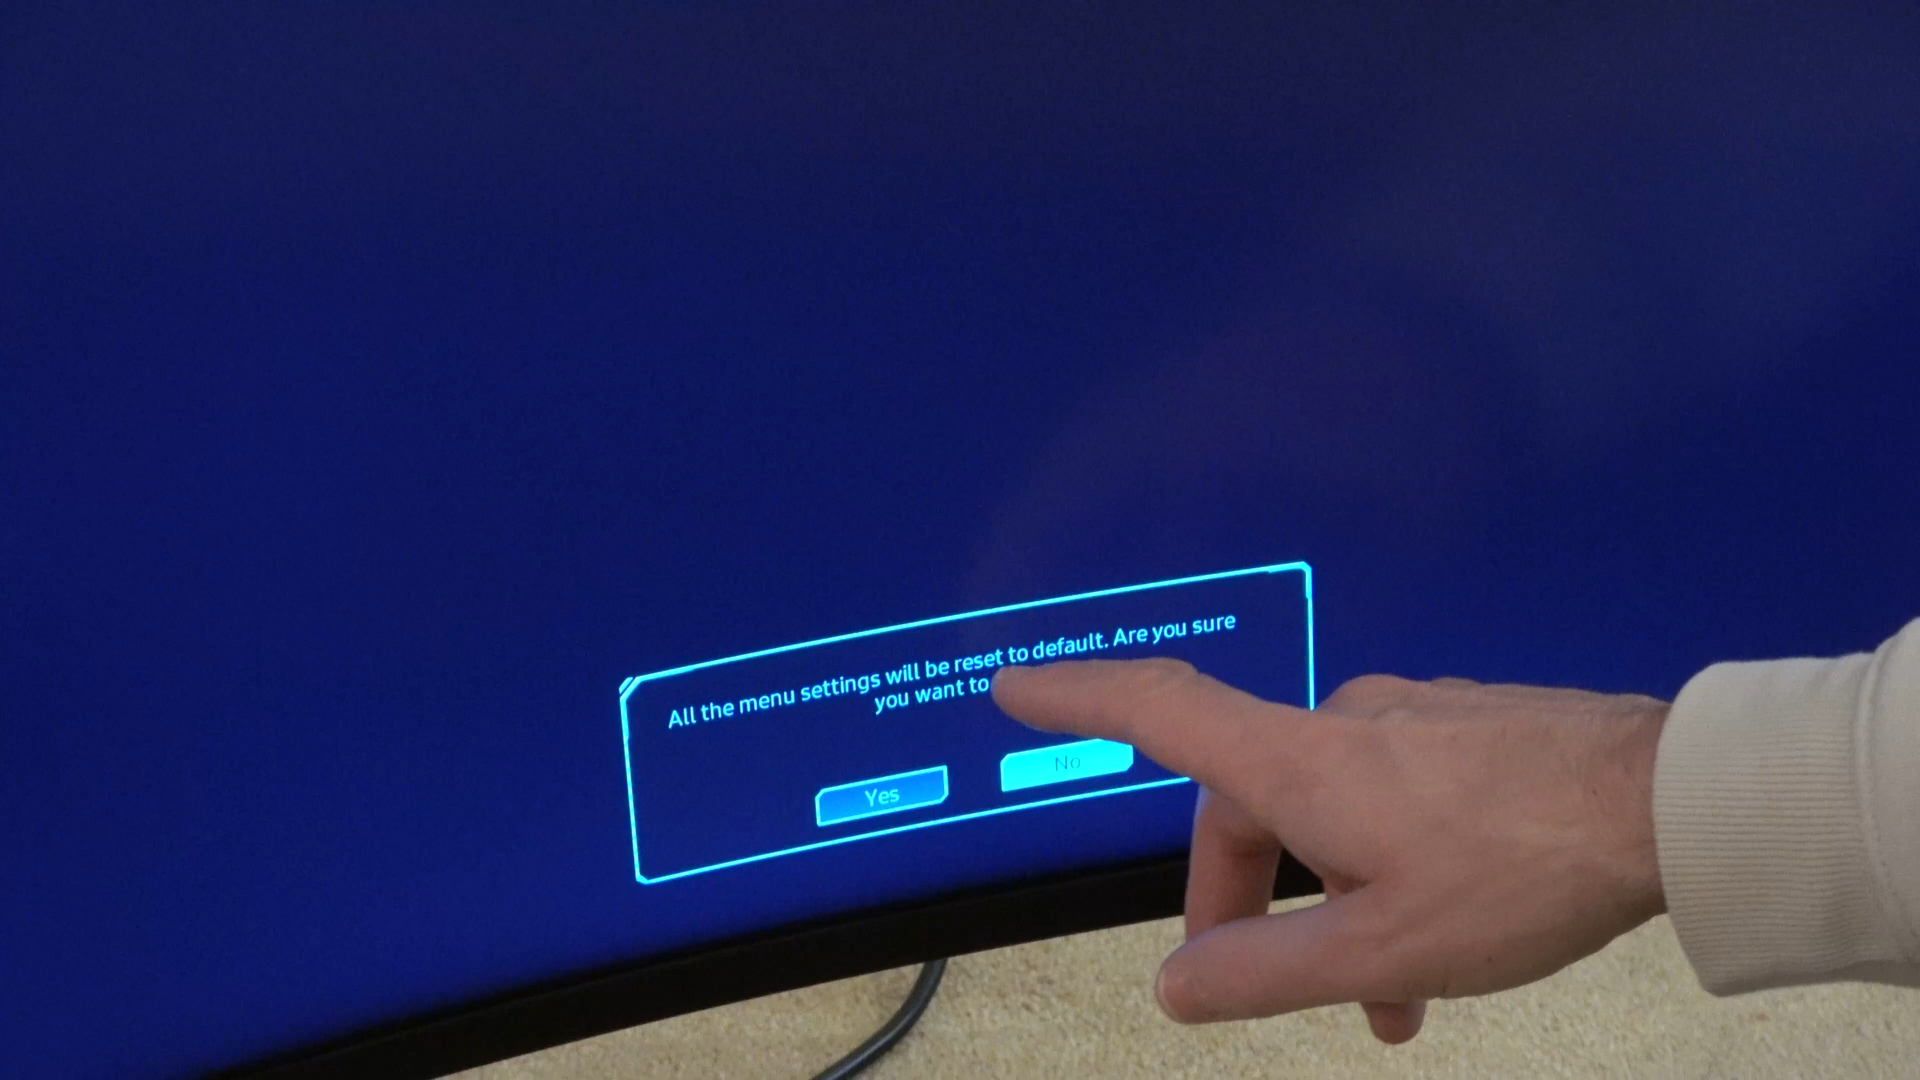 All the menu settings will be reset to default. Are you sure
you want to
Yes
No